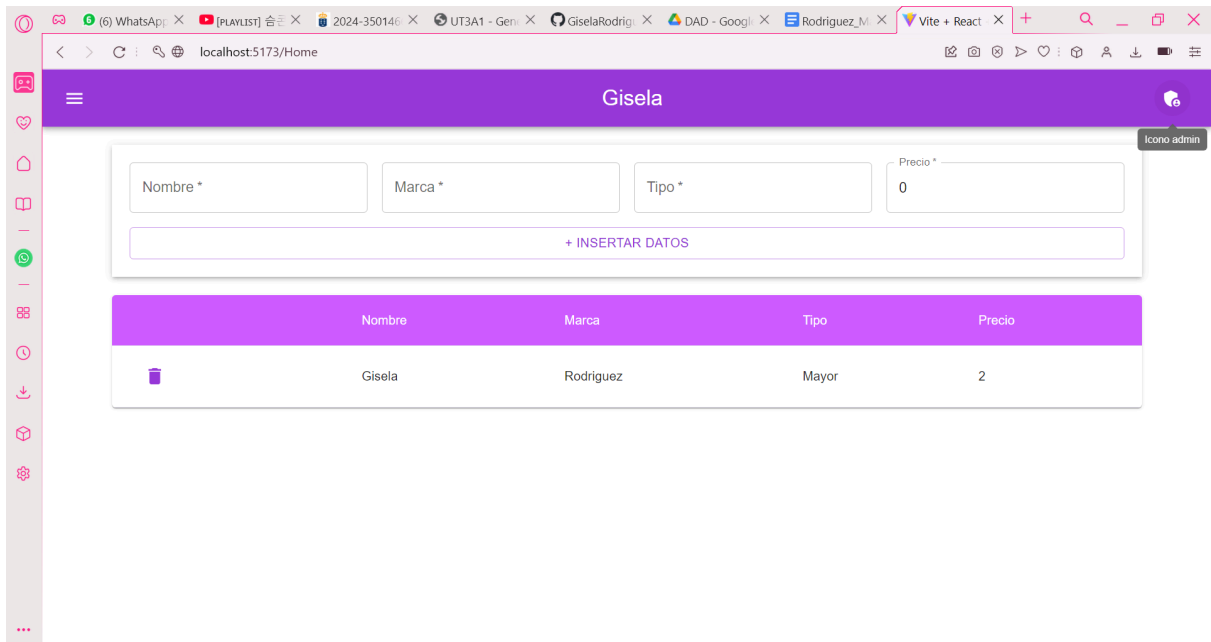 (6) WhatsApp
[PLAYLIST]
2024-350146
UT3A1 - Gen
GiselaRodrig
DAD - Google
Rodriguez_M
Vite + React
localhost:5173/Home
Gisela
Icono admin
Nombre * Marca * Tipo * Precio * 0
+ INSERTAR DATOS
Nombre Marca Tipo Precio
Gisela Rodriguez Mayor 2